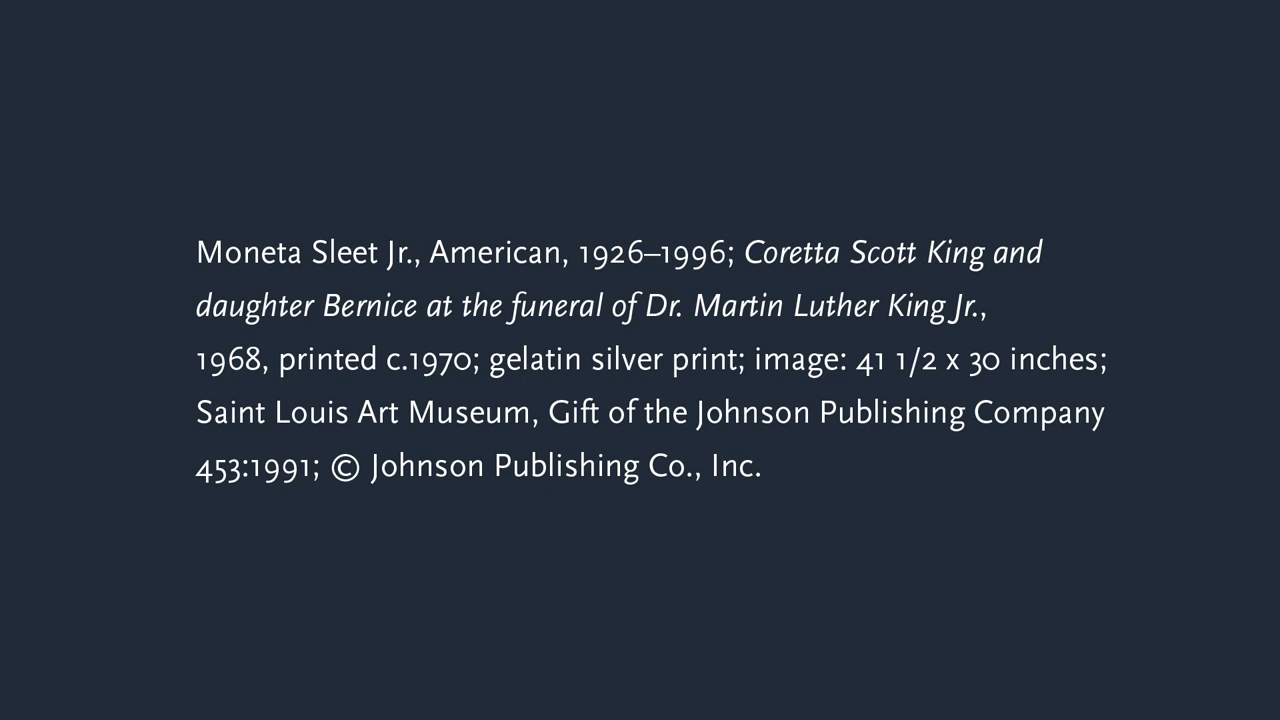 Moneta Sleet Jr., American, 1926–1996; Coretta Scott King and
daughter Bernice at the funeral of Dr. Martin Luther King Jr.,
1968, printed c.1970; gelatin silver print; image: 41 1/2 x 30 inches;
Saint Louis Art Museum, Gift of the Johnson Publishing Company
453:1991; © Johnson Publishing Co., Inc.